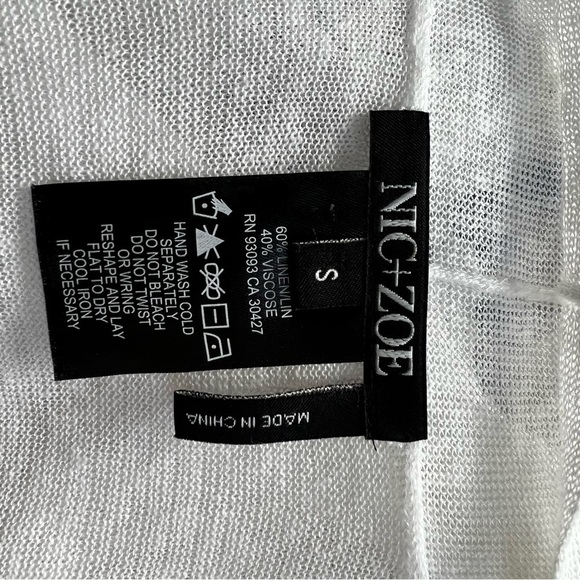 NIC+ZOE
S
60% LINEN/LIN
40% VISCOSE
RN 93093 CA 30427
HAND WASH COLD
SEPARATELY
DO NOT BLEACH
DO NOT TWIST
OR WRING
RESHAPE AND LAY
FLAT TO DRY
COOL IRON
IF NECESSARY
MADE IN CHINA